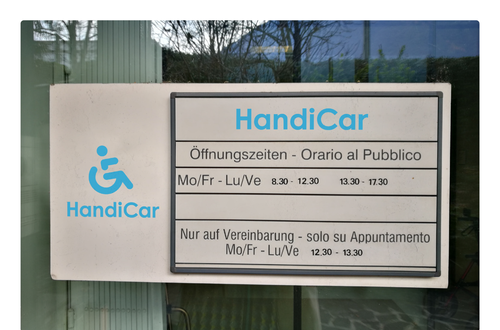 HandiCar
HandiCar
Öffnungszeiten - Orario al Pubblico
Mo/Fr - Lu/Ve 8.30 - 12.30 13.30 - 17.30
Nur auf Vereinbarung - solo su Appuntamento
Mo/Fr - Lu/Ve 12.30 - 13.30